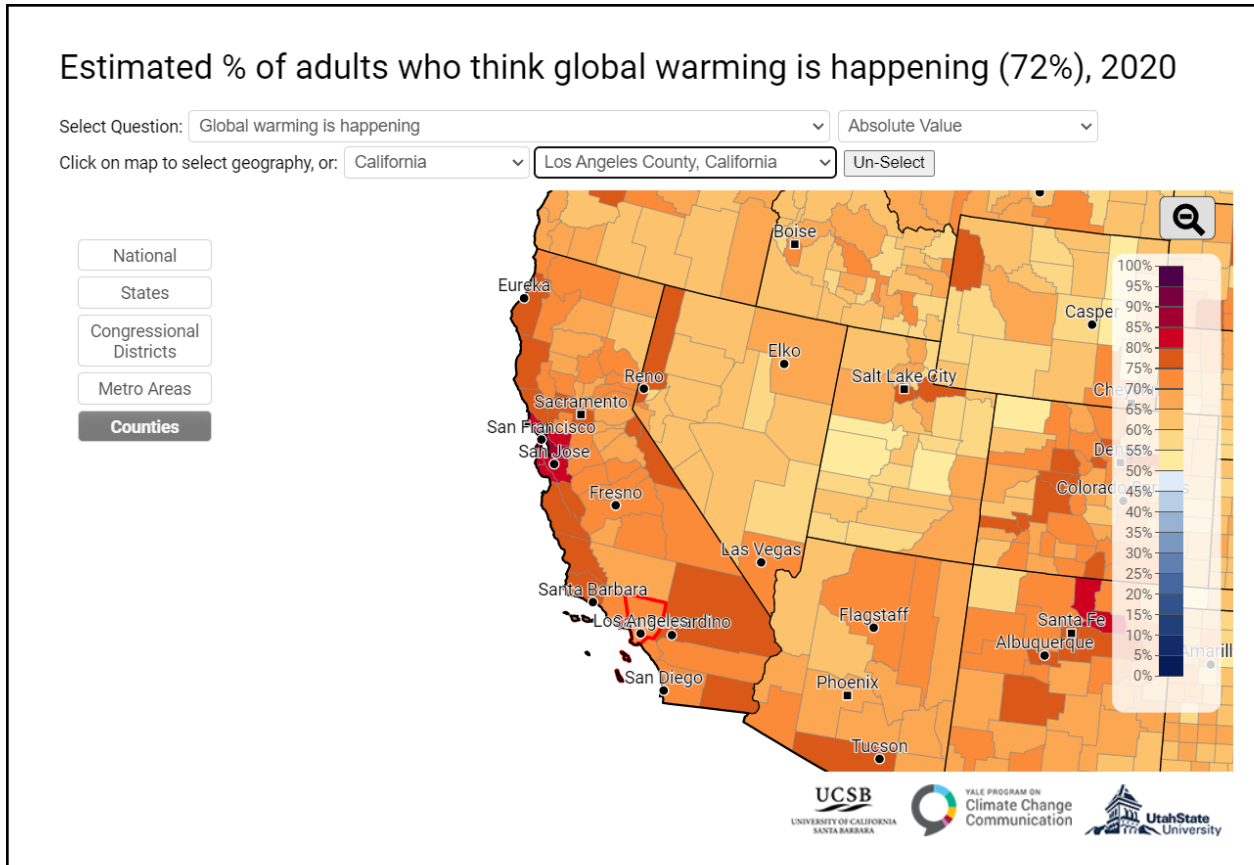 Estimated % of adults who think global warming is happening (72%), 2020
Select Question: Global warming is happening Absolute Value
Click on map to select geography, or: California Los Angeles County, California Un-Select
National
States
Congressional
Districts
Metro Areas
Counties
Boise
Eureka
Casper
Elko
Reno
Salt Lake City
Sacramento
San Francisco
San Jose
Fresno
Las Vegas
Santa Barbara
Los Angeles
San Diego
Flagstaff
Phoenix
Tucson
Santa Fe
Albuquerque
100%
95%
90%
85%
80%
75%
70%
65%
60%
55%
50%
45%
40%
35%
30%
25%
20%
15%
10%
5%
0%
UCSB
UNIVERSITY OF CALIFORNIA
SANTA BARBARA
YALE PROGRAM ON
Climate Change
Communication
UtahState
University